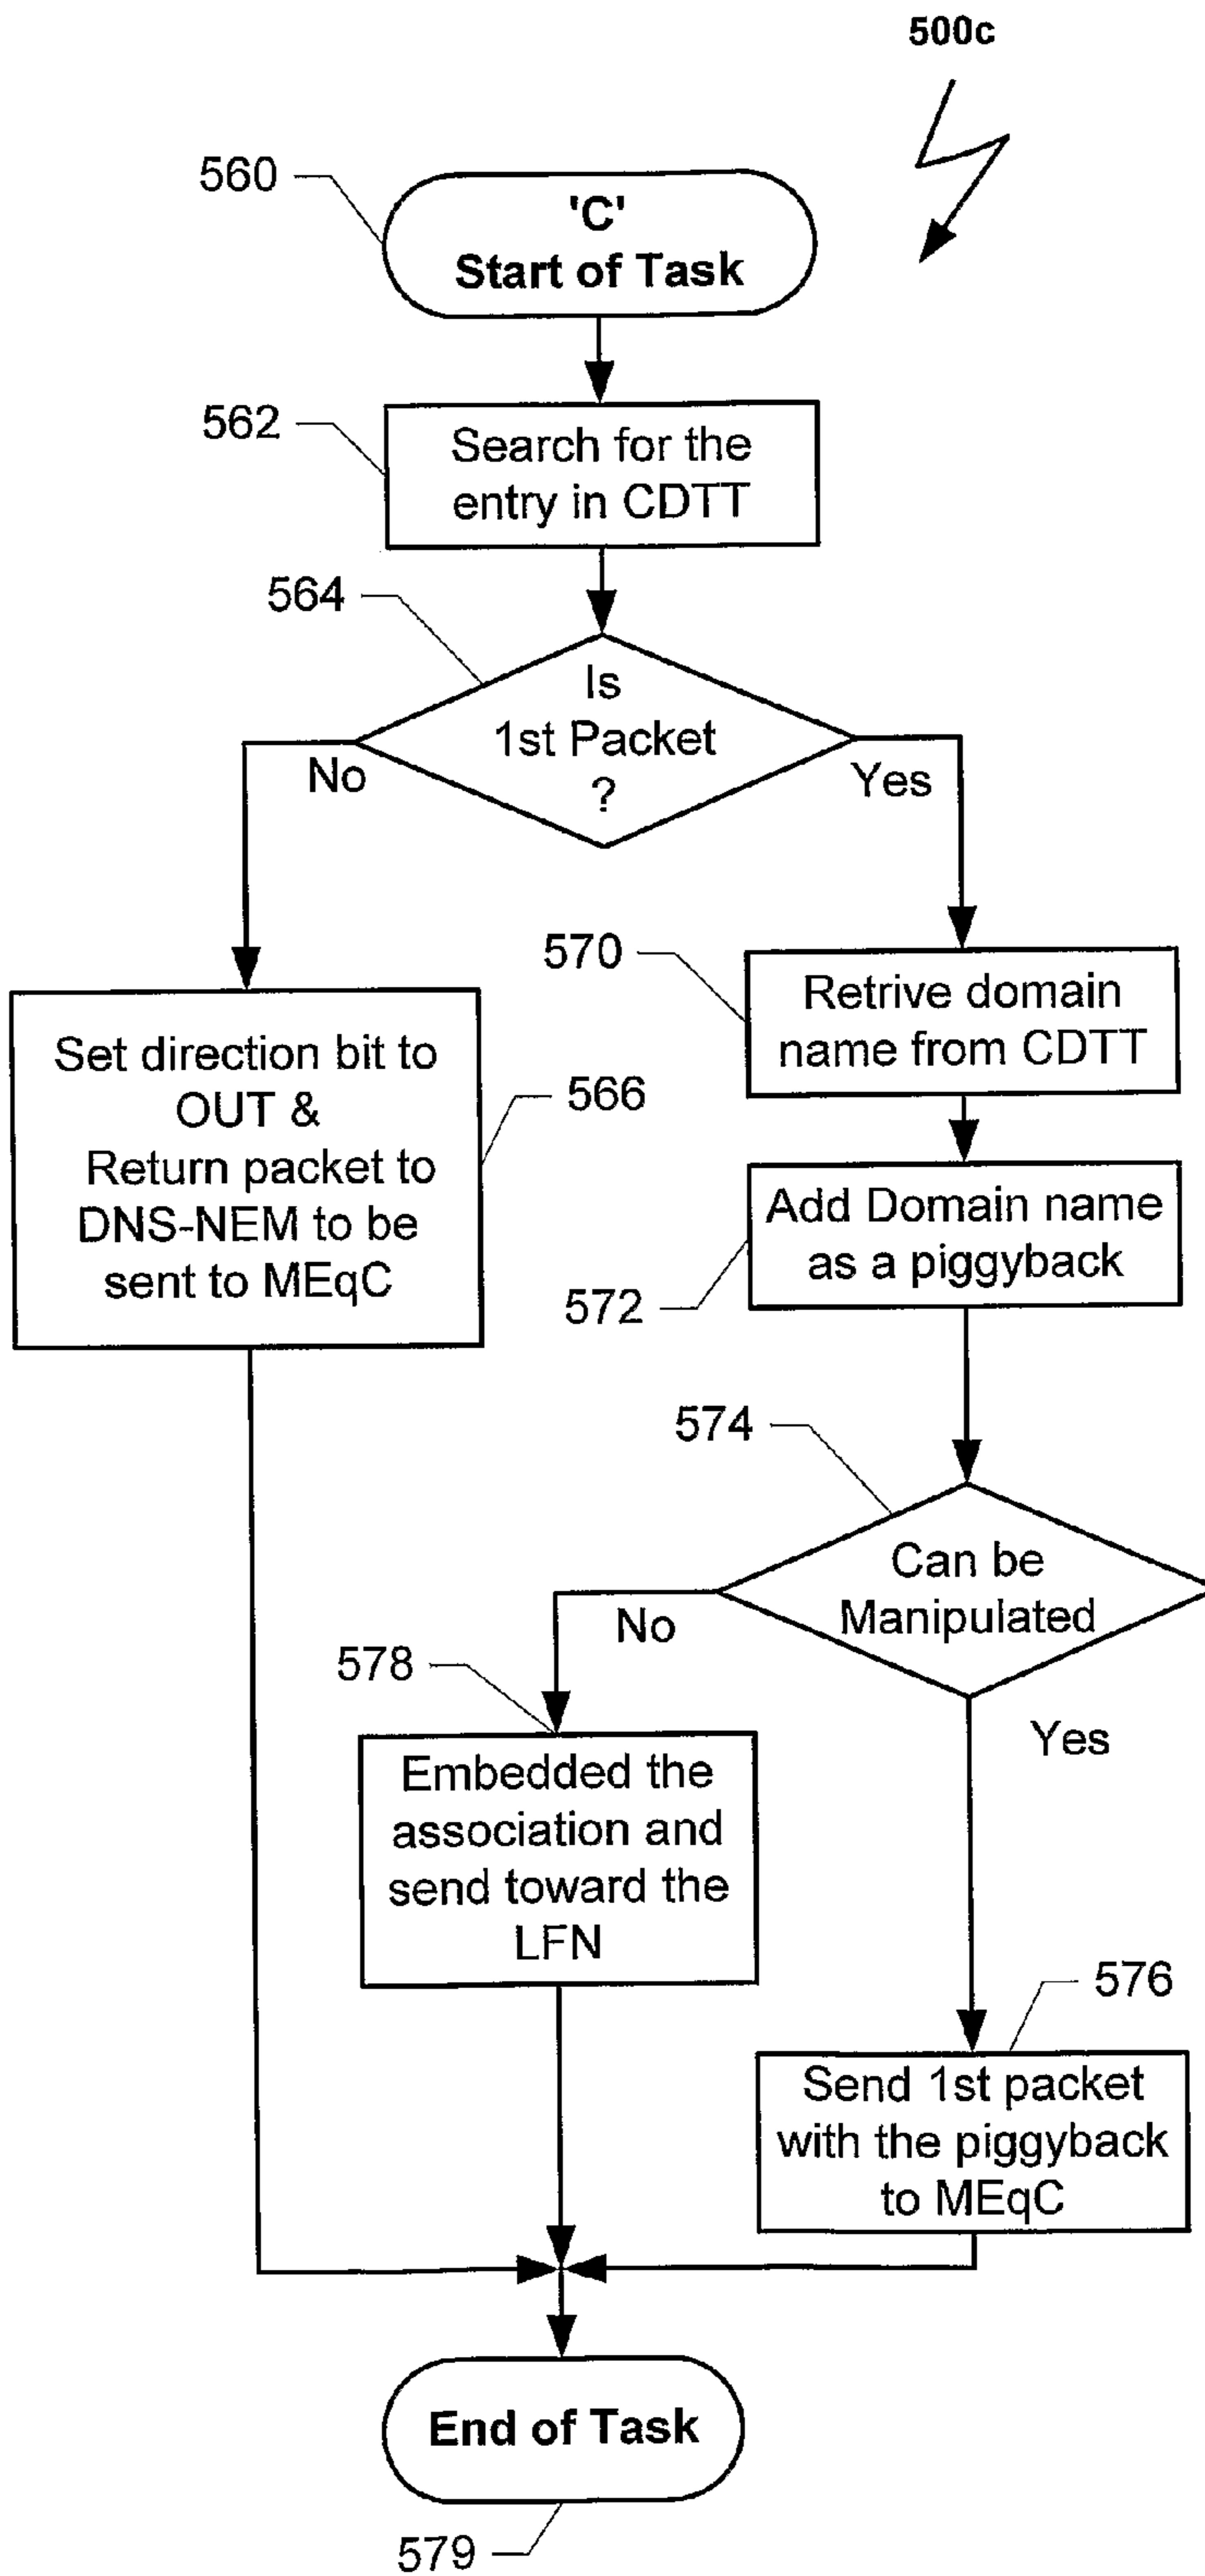 500c
560
'C'
Start of Task
562
Search for the
entry in CDTT
564
Is
1st Packet
?
No
Yes
570
Retrive domain
name from CDTT
Set direction bit to
OUT &
Return packet to
DNS-NEM to be
sent to MEqC
566
Add Domain name
as a piggyback
572
574
Can be
Manipulated
No
Yes
578
Embedded the
association and
send toward the
LFN
576
Send 1st packet
with the piggyback
to MEqC
End of Task
579